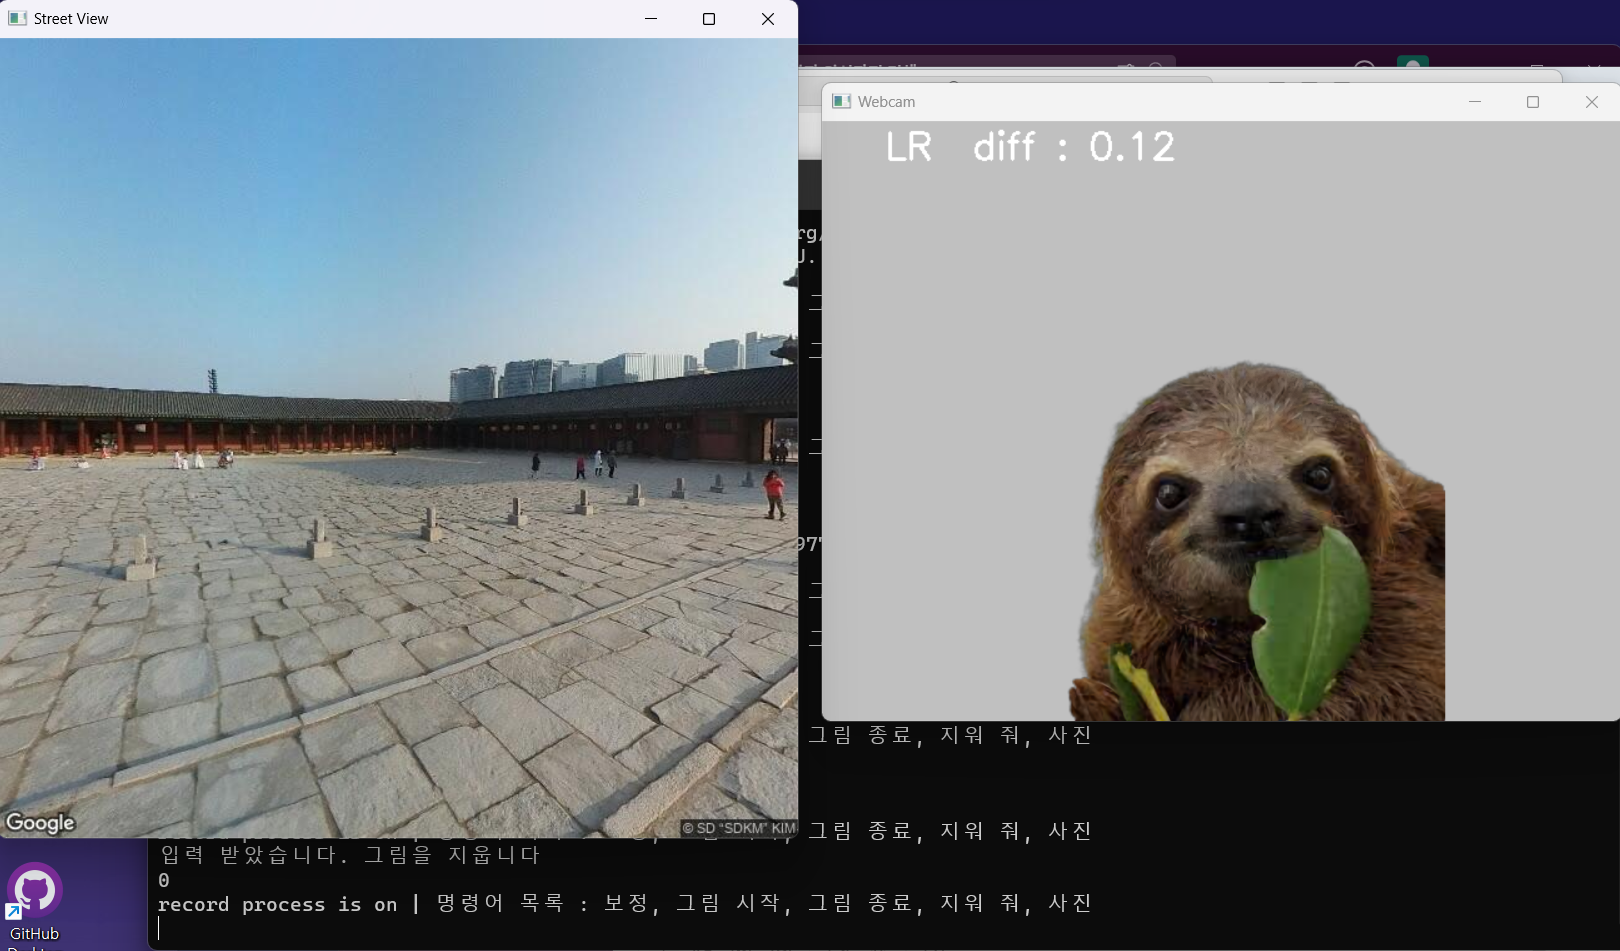 Street View
Webcam
LR diff : 0.12
Google
© SD “SDKM” KIM
그림 종료, 지워 줘, 사진
그림 종료, 지워 줘, 사진
입력 받았습니다. 그림을 지웁니다
0
record process is on | 명령어 목록 : 보정, 그림 시작, 그림 종료, 지워 줘, 사진
GitHub